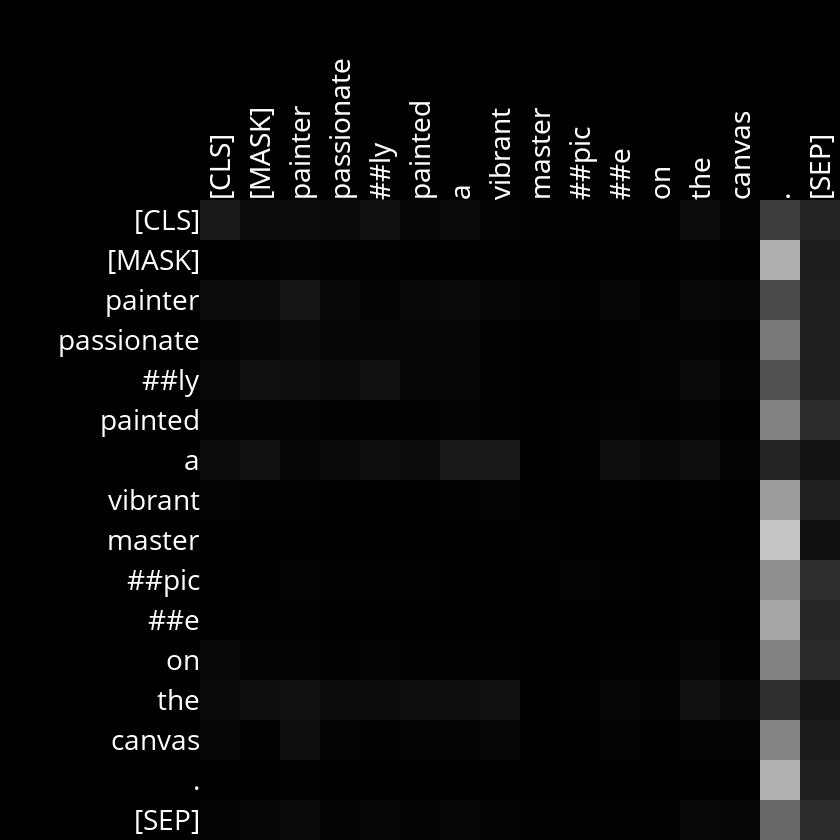 [CLS]
[MASK]
painter
passionate
##ly
painted
a
vibrant
master
##pic
##e
on
the
canvas
.
[SEP]
[CLS]
[MASK]
painter
passionate
##ly
painted
a
vibrant
master
##pic
##e
on
the
canvas
.
[SEP]